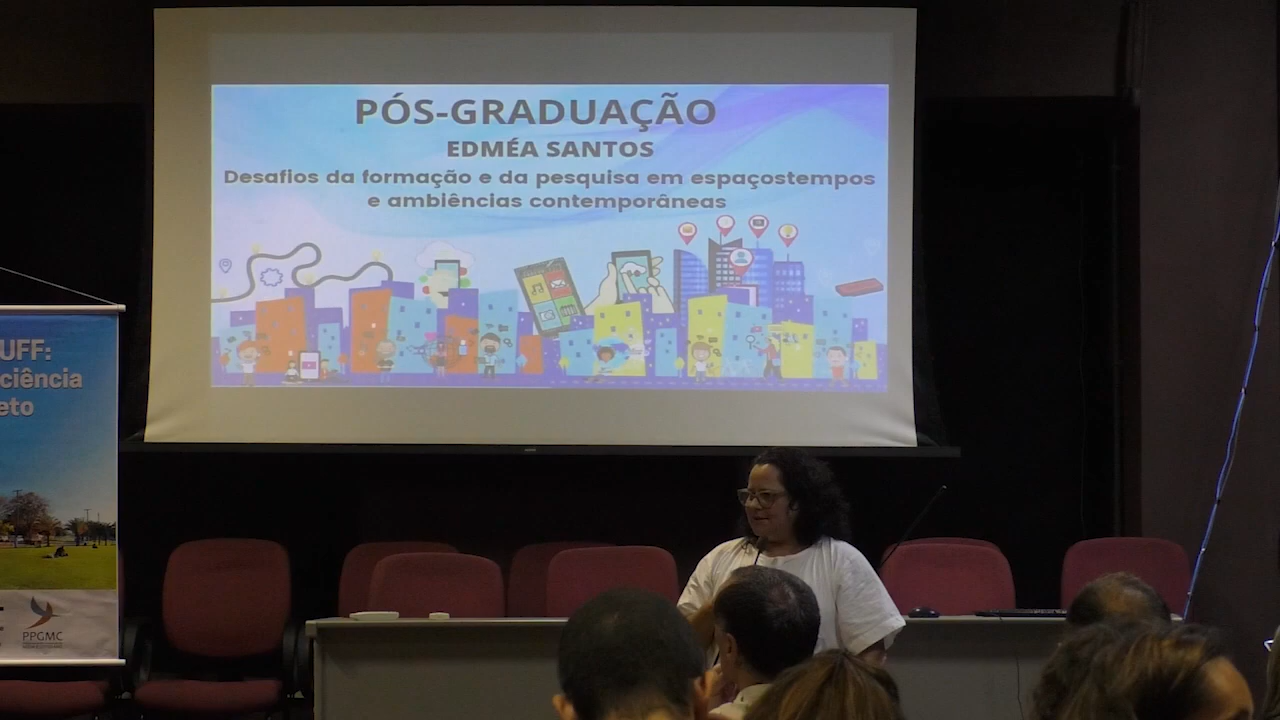 PÓS-GRADUAÇÃO
EDMÉA SANTOS
Desafios da formação e da pesquisa em espaçostempos
e ambiências contemporâneas
UFF:
ciência
eto
PPGMC